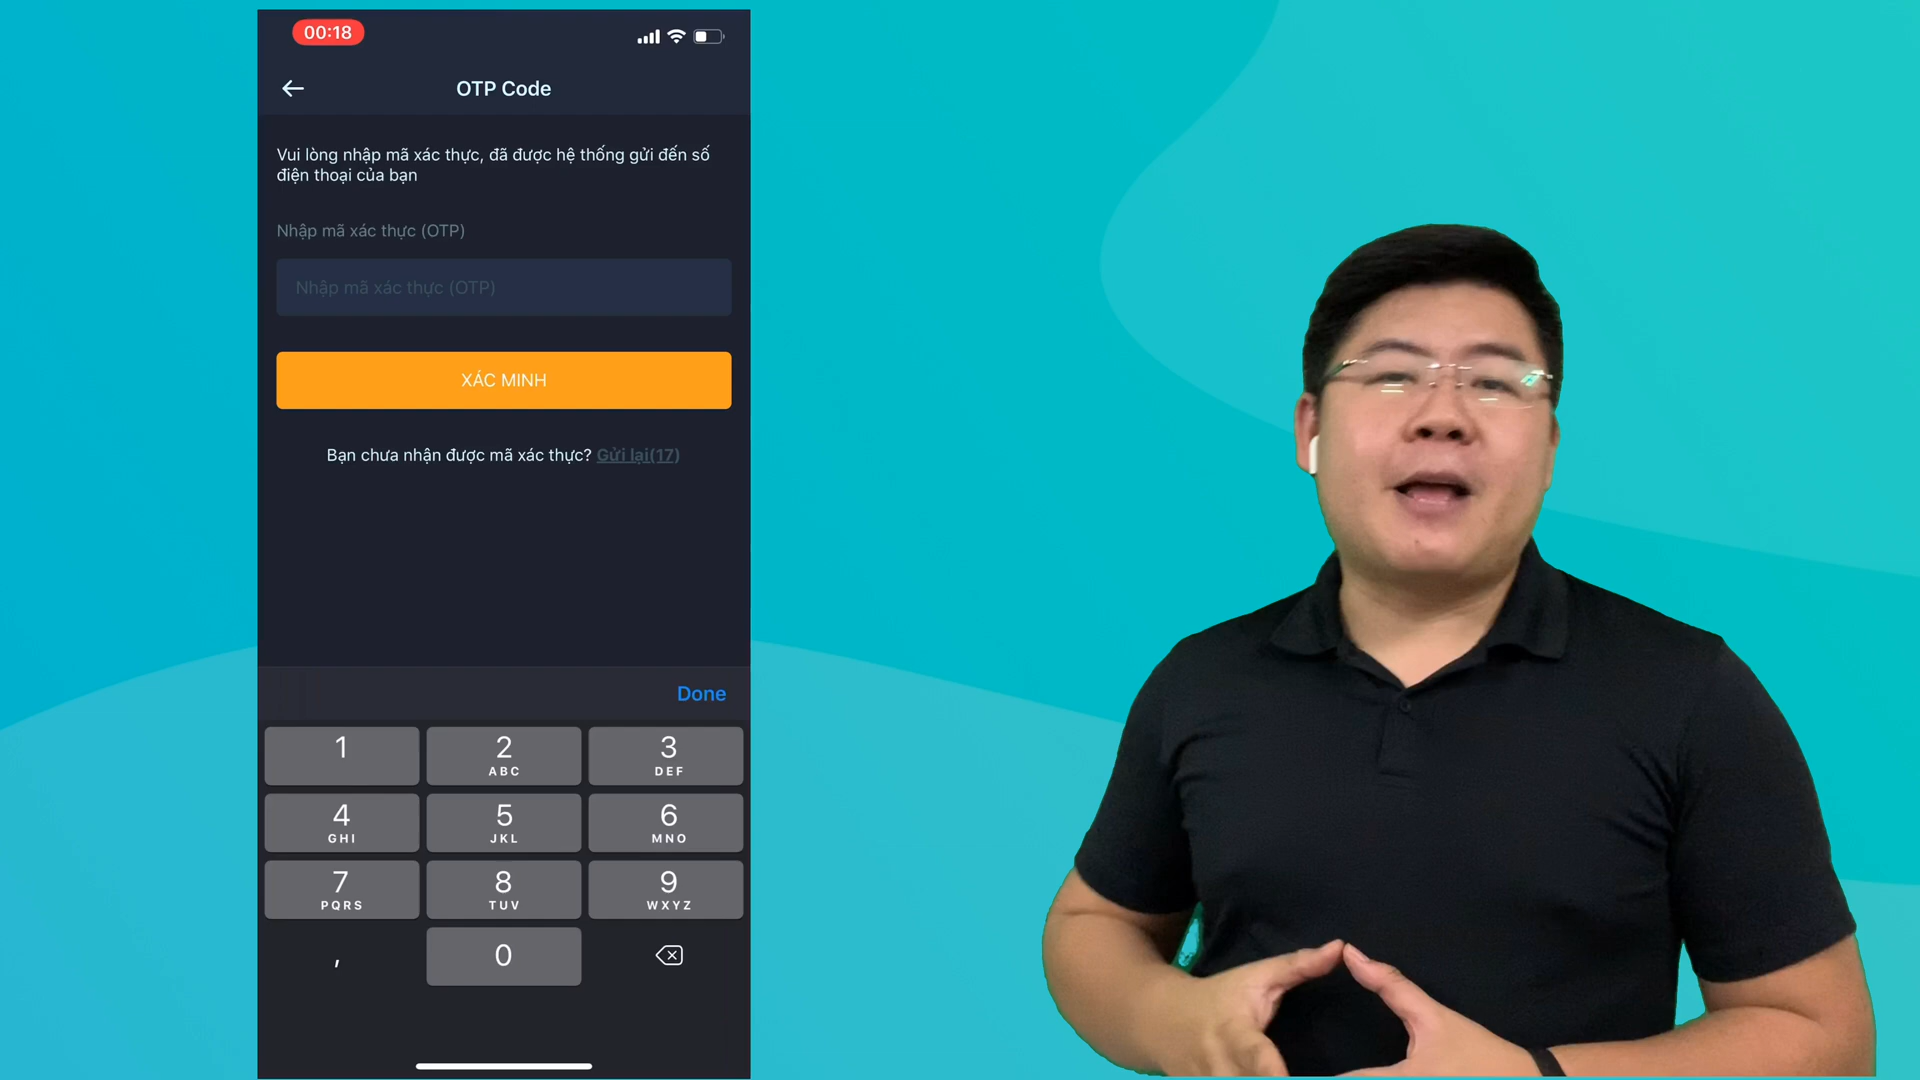 00:18
OTP Code
Vui lòng nhập mã xác thực, đã được hệ thống gửi đến số
điện thoại của bạn
Nhập mã xác thực (OTP)
Nhập mã xác thực (OTP)
XÁC MINH
Bạn chưa nhận được mã xác thực? Gửi lại(17)
Done
1
2
ABC
3
DEF
4
GHI
5
JKL
6
MNO
7
PQRS
8
TUV
9
WXYZ
,
0